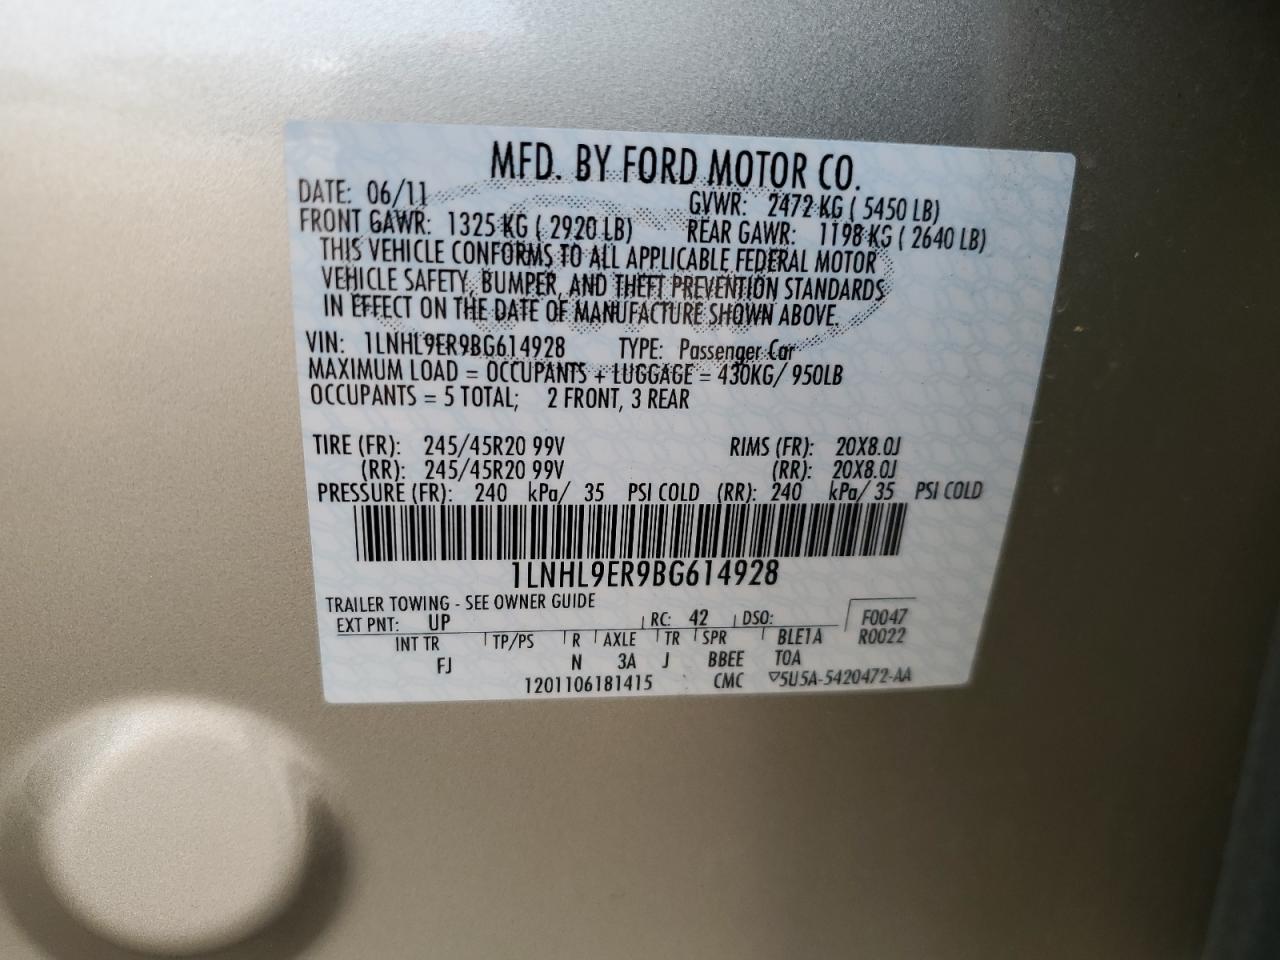 MFD. BY FORD MOTOR CO.
DATE: 06/11 GVWR: 2472 KG ( 5450 LB)
FRONT GAWR: 1325 KG ( 2920 LB) REAR GAWR: 1198 KG ( 2640 LB)
THIS VEHICLE CONFORMS TO ALL APPLICABLE FEDERAL MOTOR
VEHICLE SAFETY, BUMPER, AND THEFT PREVENTION STANDARDS
IN EFFECT ON THE DATE OF MANUFACTURE SHOWN ABOVE.
VIN: 1LNHL9ER9BG614928 TYPE: Passenger Car
MAXIMUM LOAD = OCCUPANTS + LUGGAGE = 430KG/ 950LB
OCCUPANTS = 5 TOTAL; 2 FRONT, 3 REAR
TIRE (FR): 245/45R20 99V RIMS (FR): 20X8.0J
(RR): 245/45R20 99V (RR): 20X8.0J
PRESSURE (FR): 240 kPa/ 35 PSI COLD (RR): 240 kPa/ 35 PSI COLD
1LNHL9ER9BG614928
TRAILER TOWING - SEE OWNER GUIDE
EXT PNT: UP RC: 42 DSO: F0047
INT TR TP/PS R AXLE TR SPR BLE1A R0022
FJ N 3A J BBEE T0A
1201106181415 CMC ▽5U5A-5420472-AA